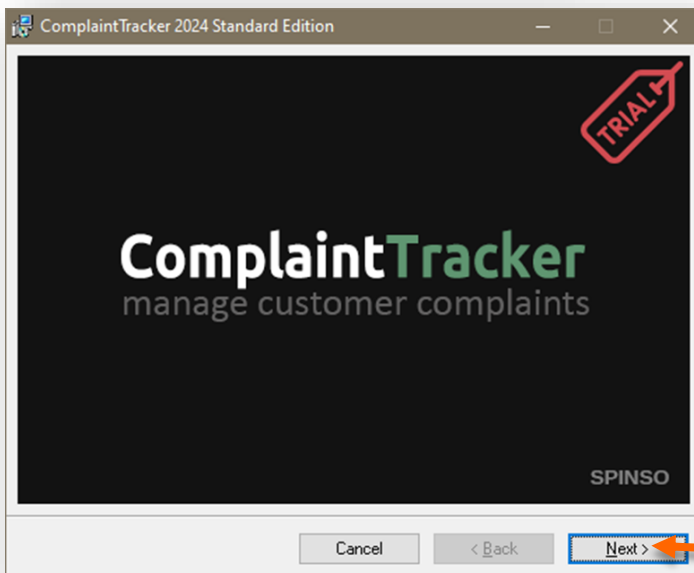 ComplaintTracker 2024 Standard Edition
TRIAL
ComplaintTracker
manage customer complaints
SPINSO
Cancel
< Back
Next >